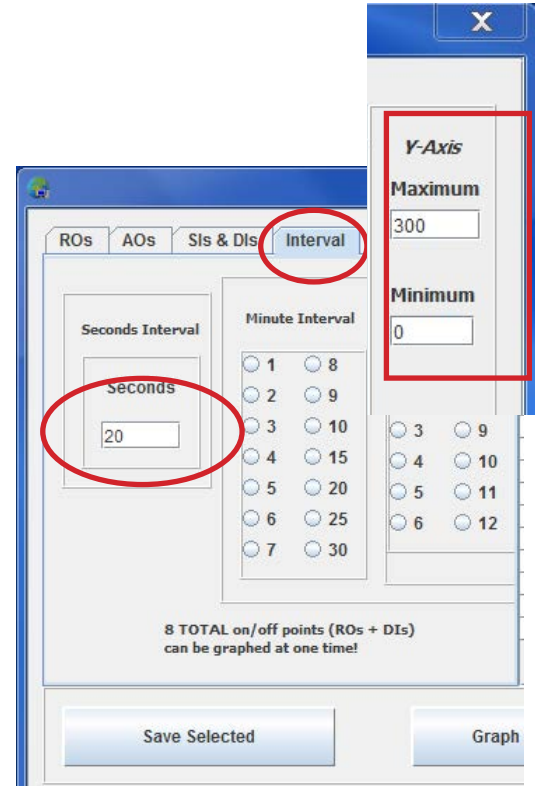 X
Y-Axis
Maximum
300
Minimum
0
ROs AOs SIs & DIs Interval
Seconds Interval
Seconds
20
Minute Interval
1 8
2 9
3 10
4 15
5 20
6 25
7 30
3 9
4 10
5 11
6 12
8 TOTAL on/off points (ROs + DIs)
can be graphed at one time!
Save Selected
Graph